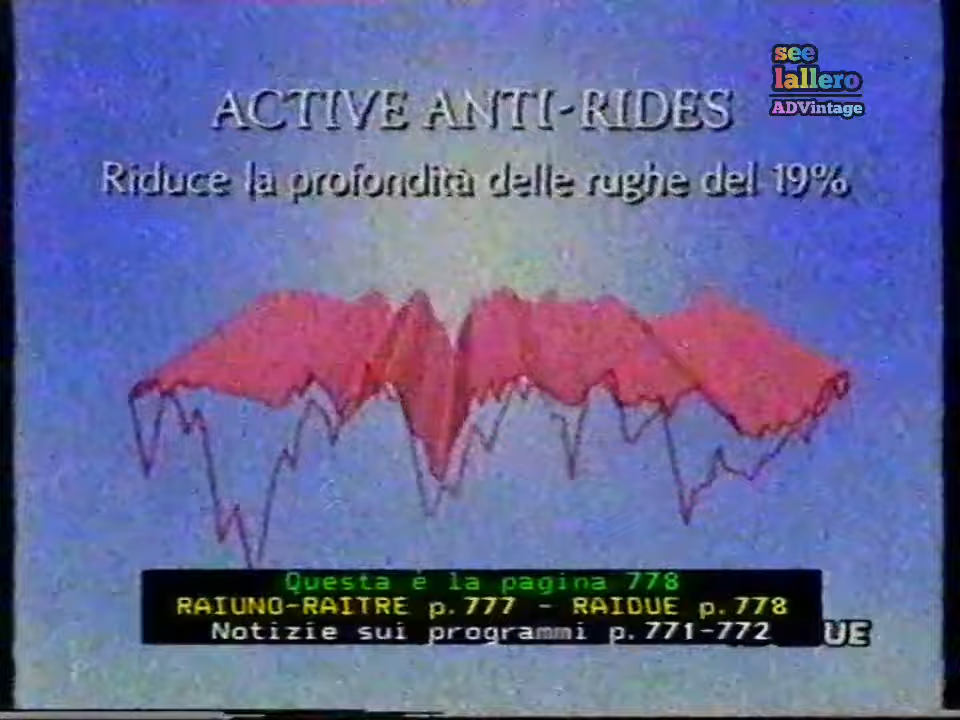 see
lallero
ADVintage
ACTIVE ANTI-RIDES
Riduce la profondità delle rughe del 19%
Questa è la pagina 778
RAIUNO-RAITRE p.777 - RAIDUE p.778
Notizie sui programmi p.771-772
UE